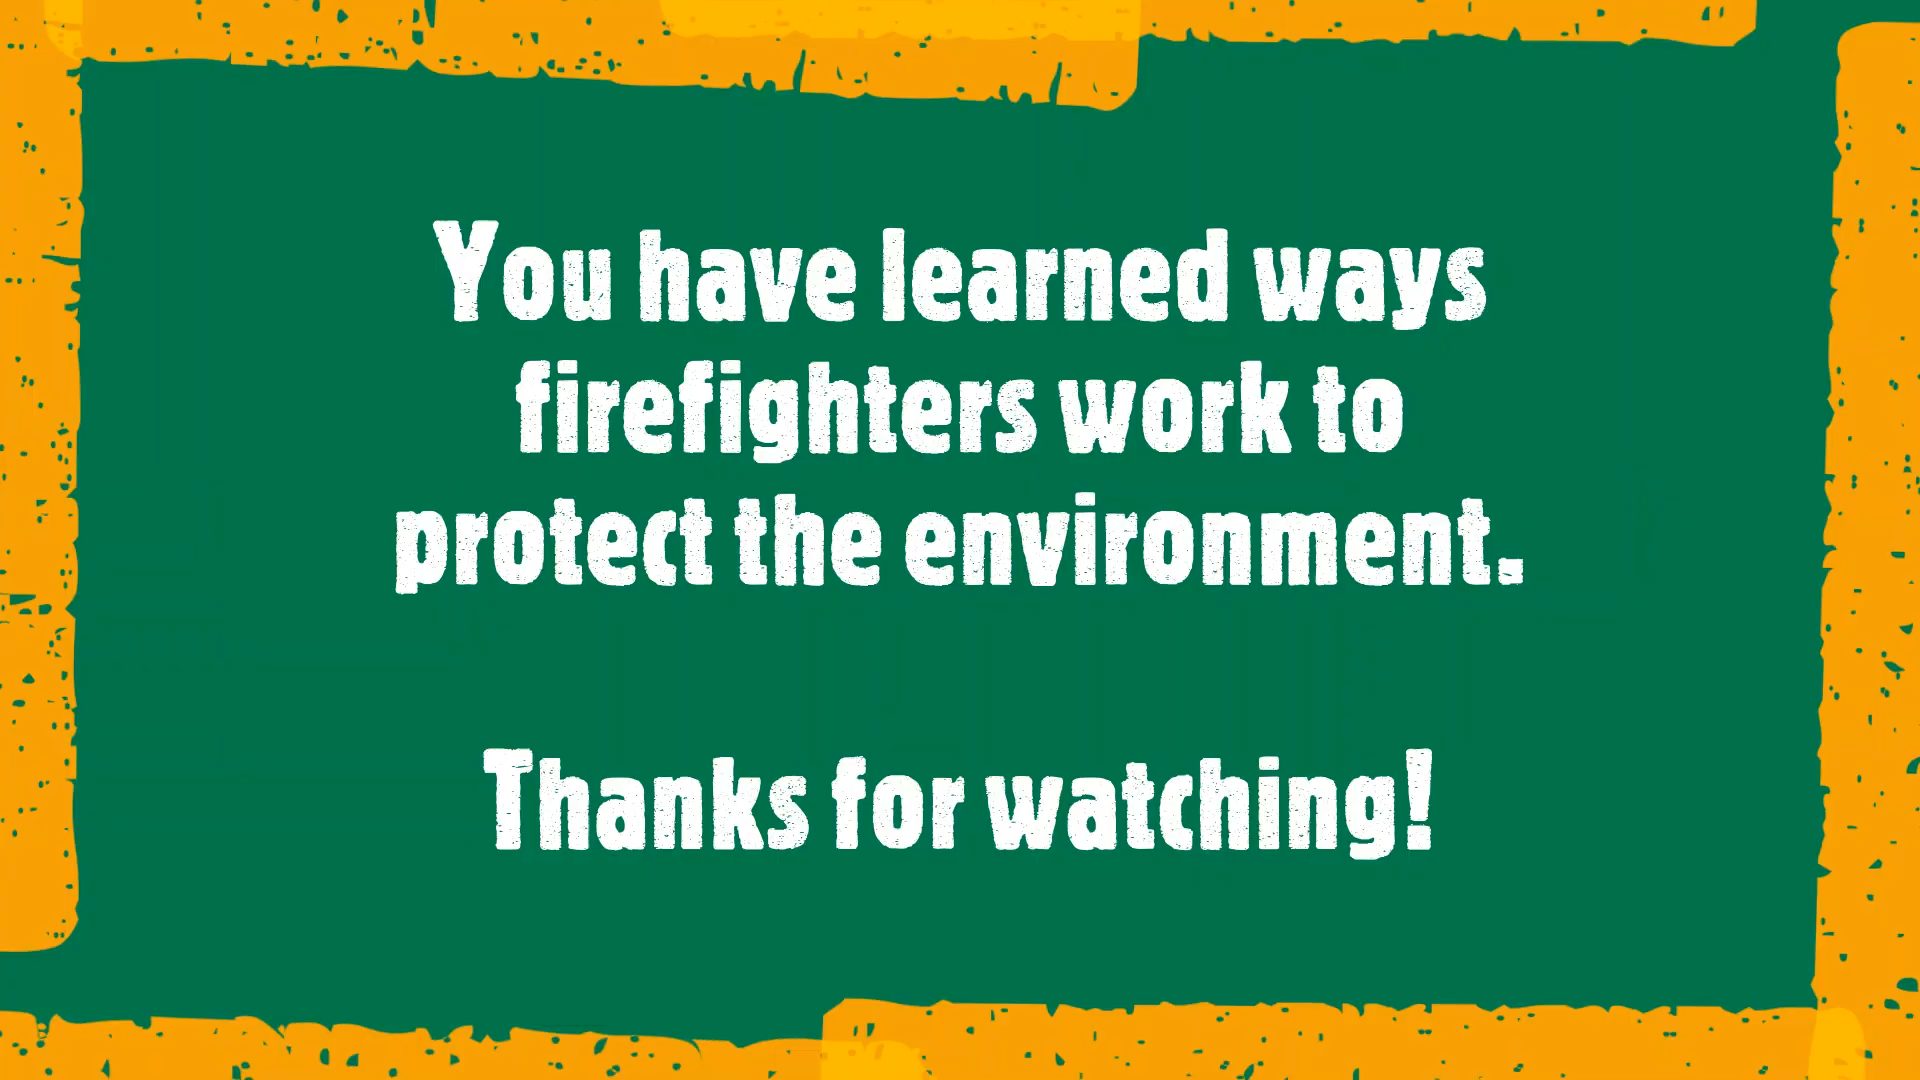 You have learned ways
firefighters work to
protect the environment.
Thanks for watching!